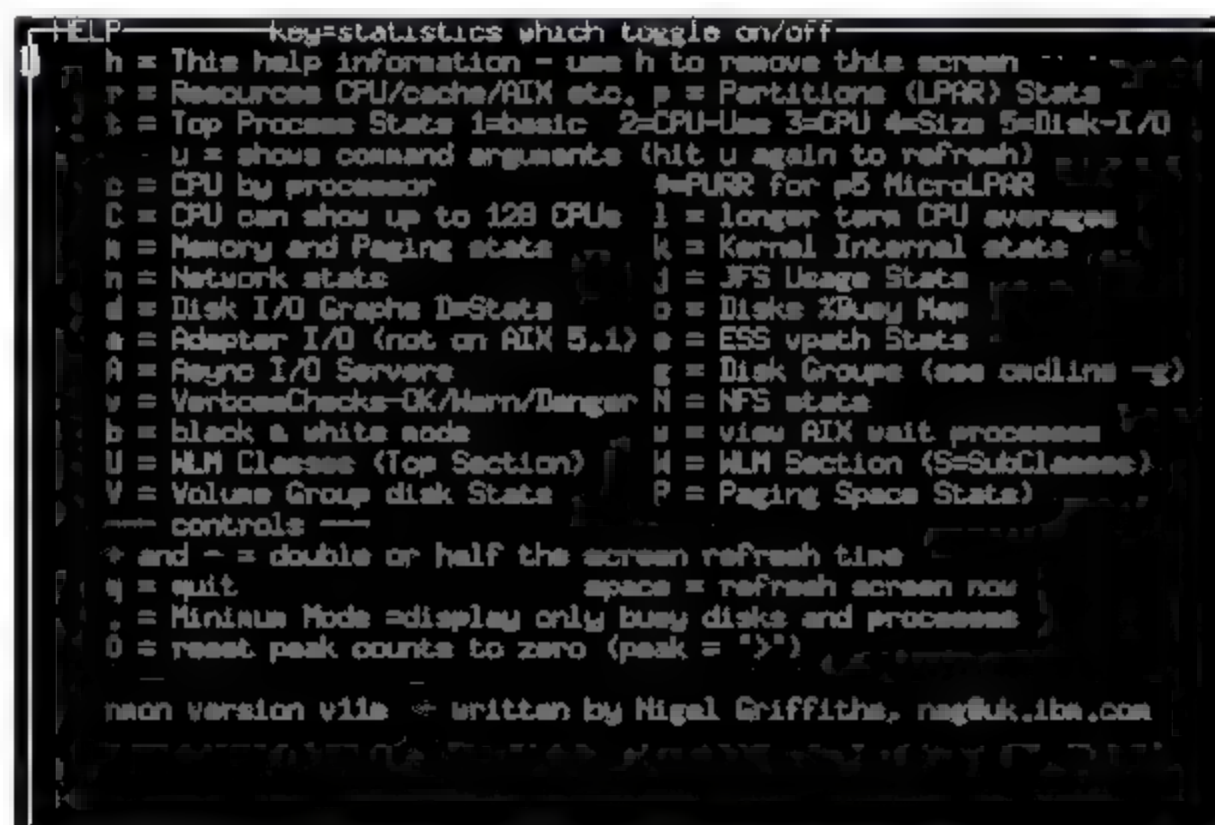 HELP key=statistics which toggle on/off
h = This help information - use h to remove this screen
r = Resources CPU/cache/AIX etc. p = Partitions (LPAR) Stats
t = Top Process Stats 1=basic 2=CPU-Use 3=CPU 4=Size 5=Disk-I/O
u = shows command arguments (hit u again to refresh)
c = CPU by processor #=PURR for p5 MicroLPAR
C = CPU can show up to 128 CPUs l = longer term CPU averages
m = Memory and Paging stats k = Kernel Internal stats
n = Network stats j = JFS Usage Stats
d = Disk I/O Graphs D=Stats o = Disks %Busy Map
a = Adapter I/O (not on AIX 5.1) e = ESS vpath Stats
A = Async I/O Servers g = Disk Groups (see cmdline -g)
v = VerboseChecks-OK/Warn/Danger N = NFS stats
b = black & white mode w = view AIX wait processes
U = WLM Classes (Top Section) W = WLM Section (S=SubClasses)
V = Volume Group disk Stats P = Paging Space Stats)
--- controls ---
+ and - = double or half the screen refresh time
q = quit space = refresh screen now
. = Minimum Mode =display only busy disks and processes
0 = reset peak counts to zero (peak = ">")
nmon version v11e - written by Nigel Griffiths, nag@uk.ibm.com